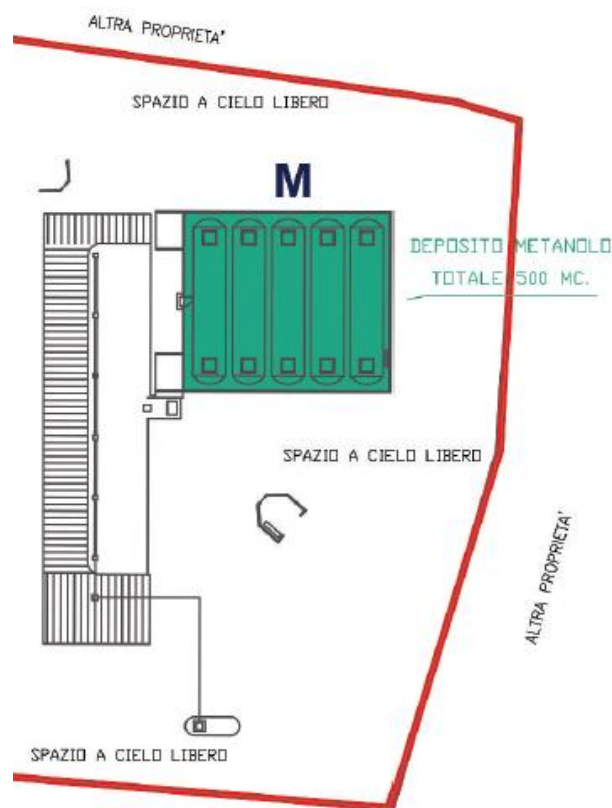 ALTRA PROPRIETA'
SPAZIO A CIELO LIBERO
M
DEPOSITO METANOLO
TOTALE 500 MC.
SPAZIO A CIELO LIBERO
ALTRA PROPRIETA'
SPAZIO A CIELO LIBERO